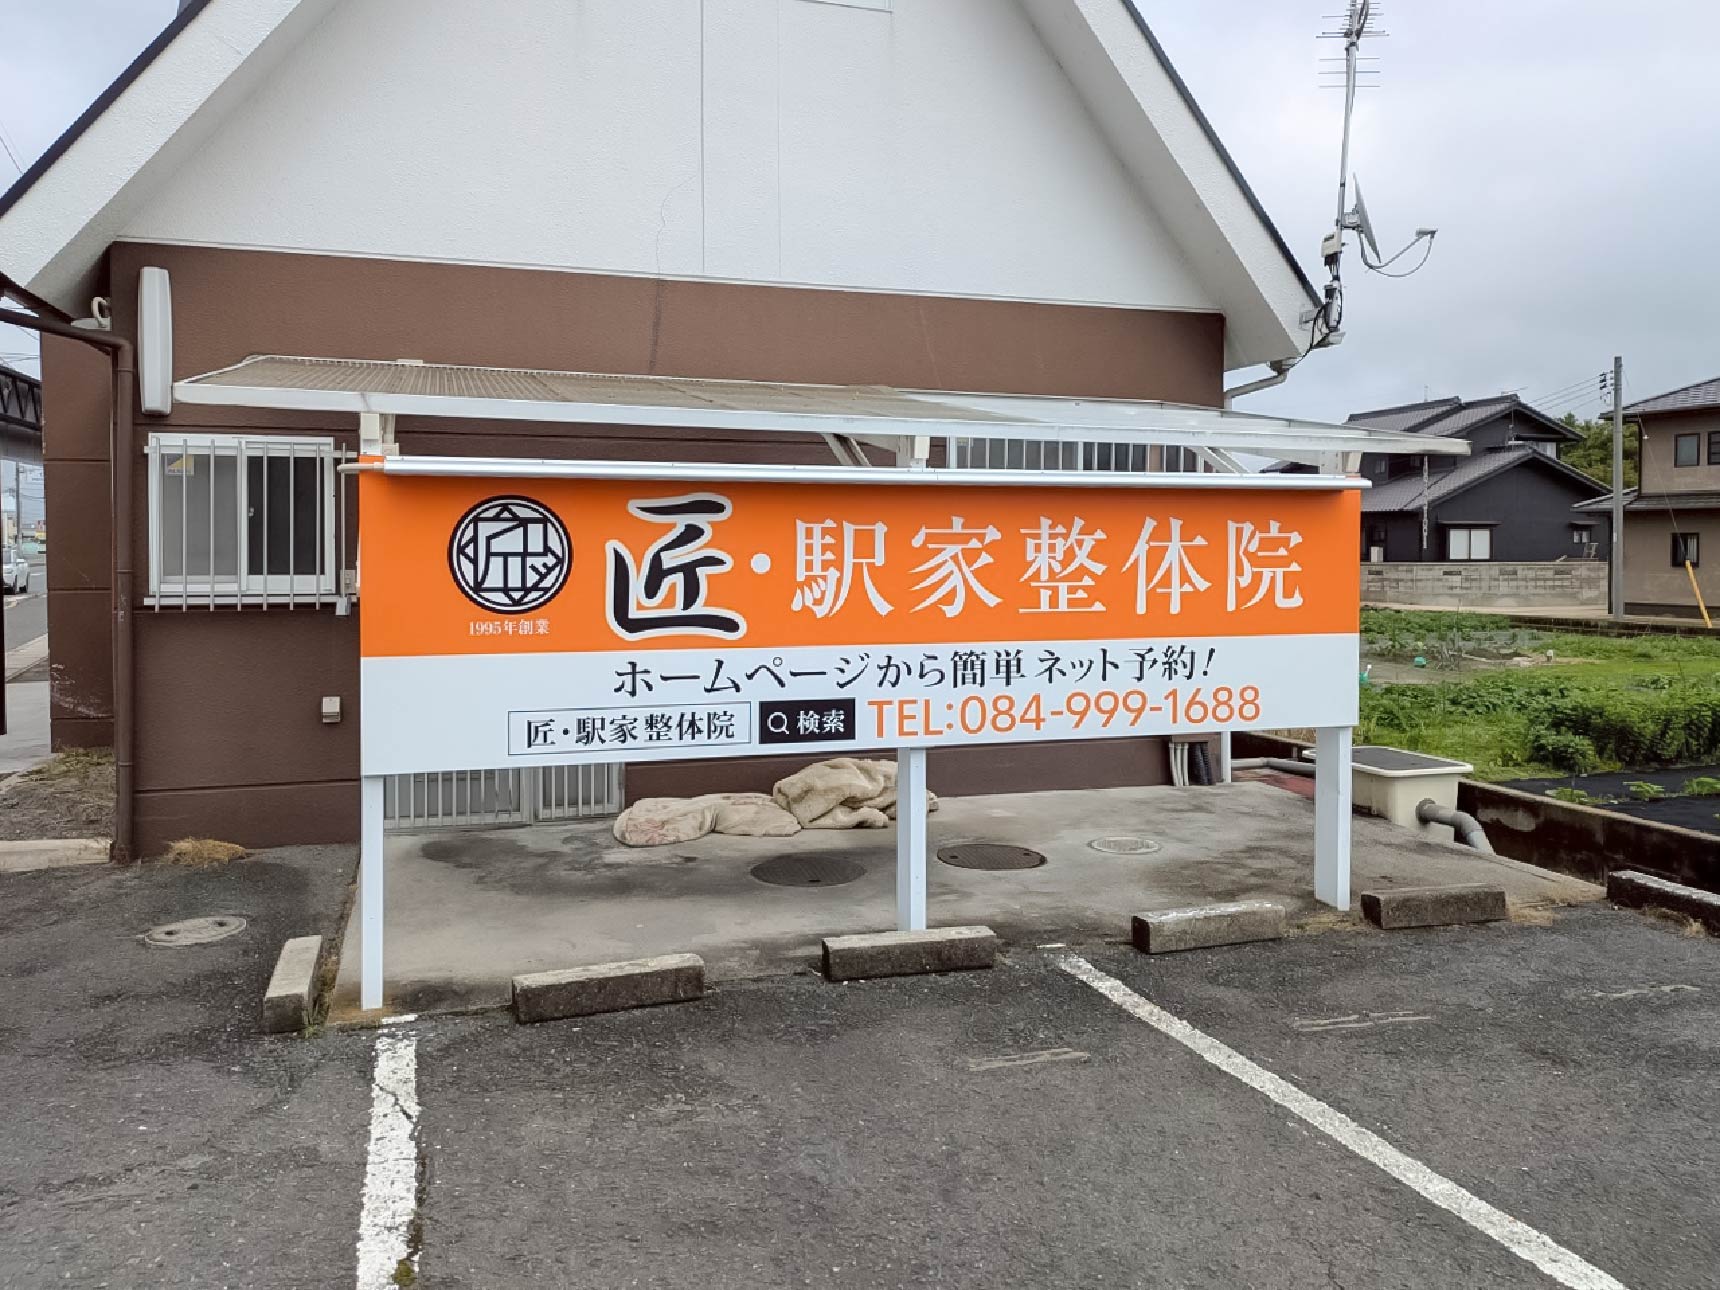 匠・駅家整体院
1995年創業
ホームページから簡単ネット予約!
匠・駅家整体院 検索 TEL:084-999-1688